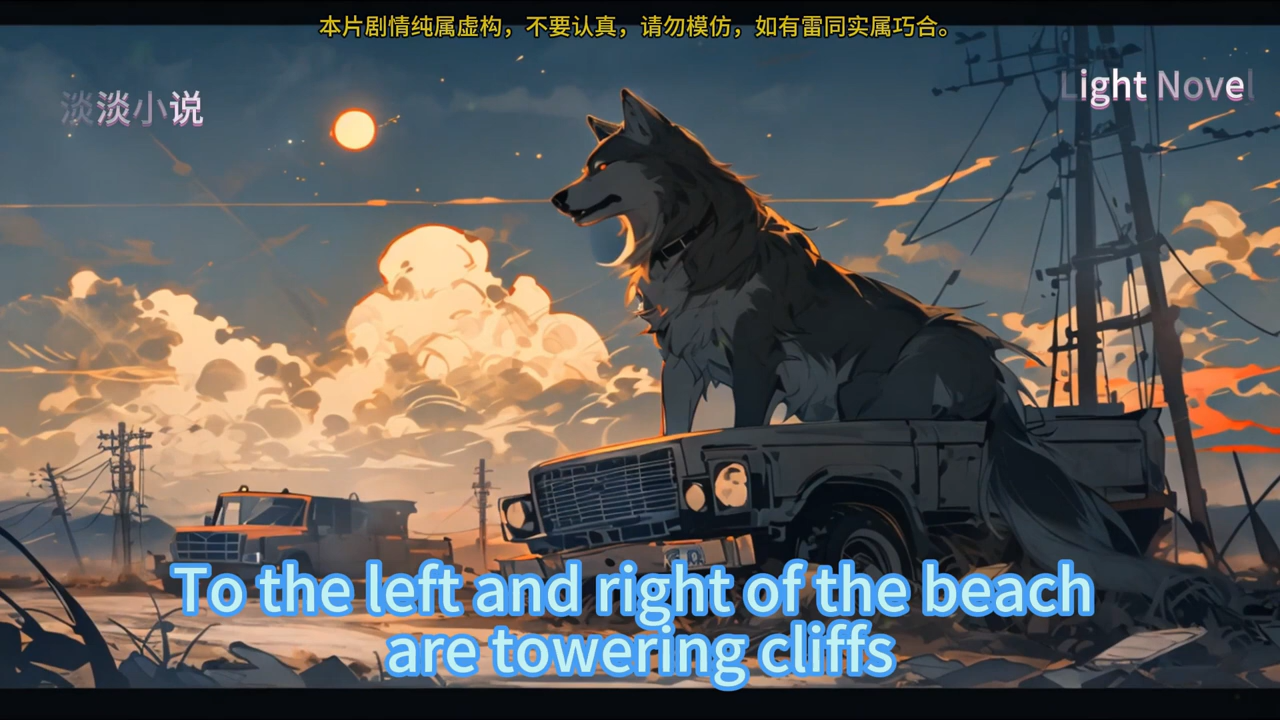 本片剧情纯属虚构，不要认真，请勿模仿，如有雷同实属巧合。
淡淡小说
Light Novel
To the left and right of the beach
are towering cliffs